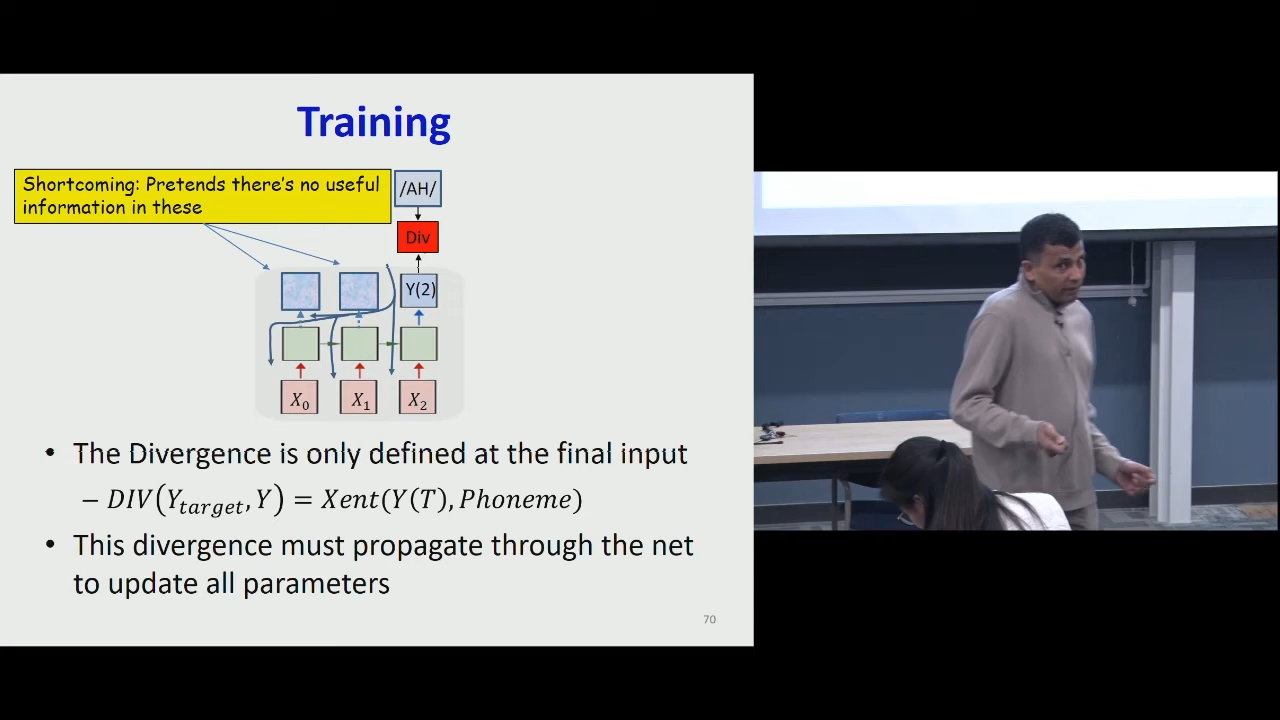 Training
Shortcoming: Pretends there's no useful
information in these
/AH/
Div
Y(2)
X₀ X₁ X₂
• The Divergence is only defined at the final input
– DIV(Y_target, Y) = Xent(Y(T), Phoneme)
• This divergence must propagate through the net
to update all parameters
70